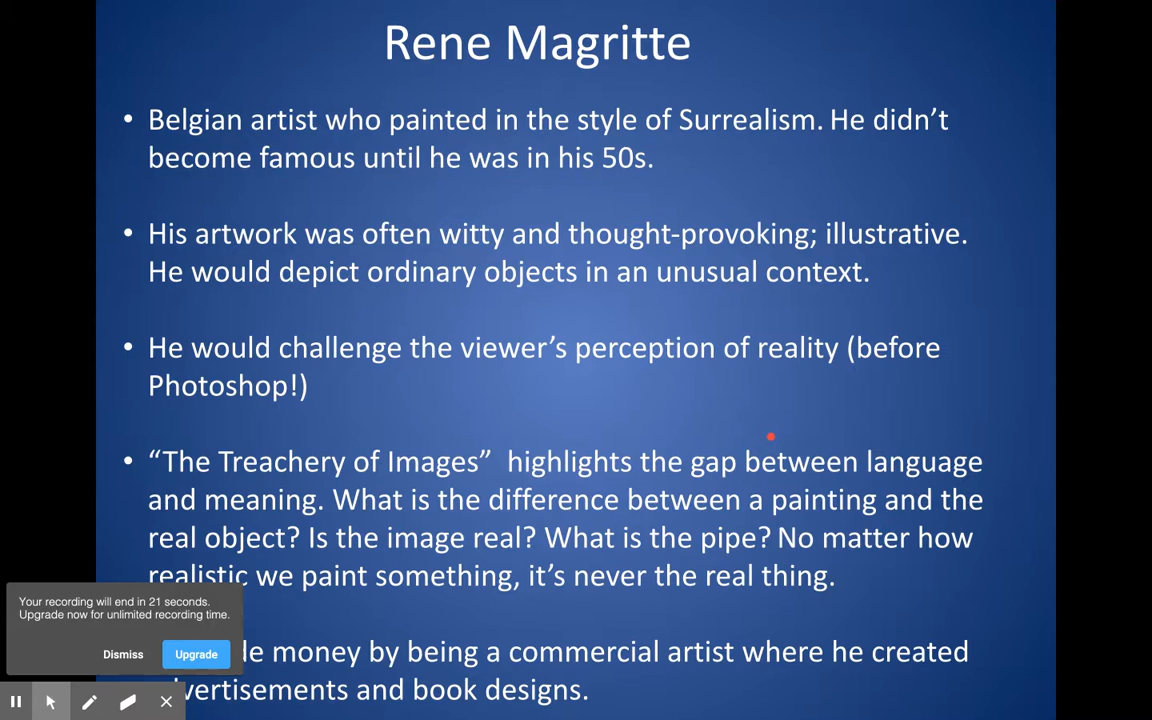 Rene Magritte
• Belgian artist who painted in the style of Surrealism. He didn’t
become famous until he was in his 50s.
• His artwork was often witty and thought-provoking; illustrative.
He would depict ordinary objects in an unusual context.
• He would challenge the viewer’s perception of reality (before
Photoshop!)
• “The Treachery of Images” highlights the gap between language
and meaning. What is the difference between a painting and the
real object? Is the image real? What is the pipe? No matter how
realistic we paint something, it’s never the real thing.
Your recording will end in 21 seconds.
Upgrade now for unlimited recording time.
Dismiss Upgrade
money by being a commercial artist where he created
and book designs.